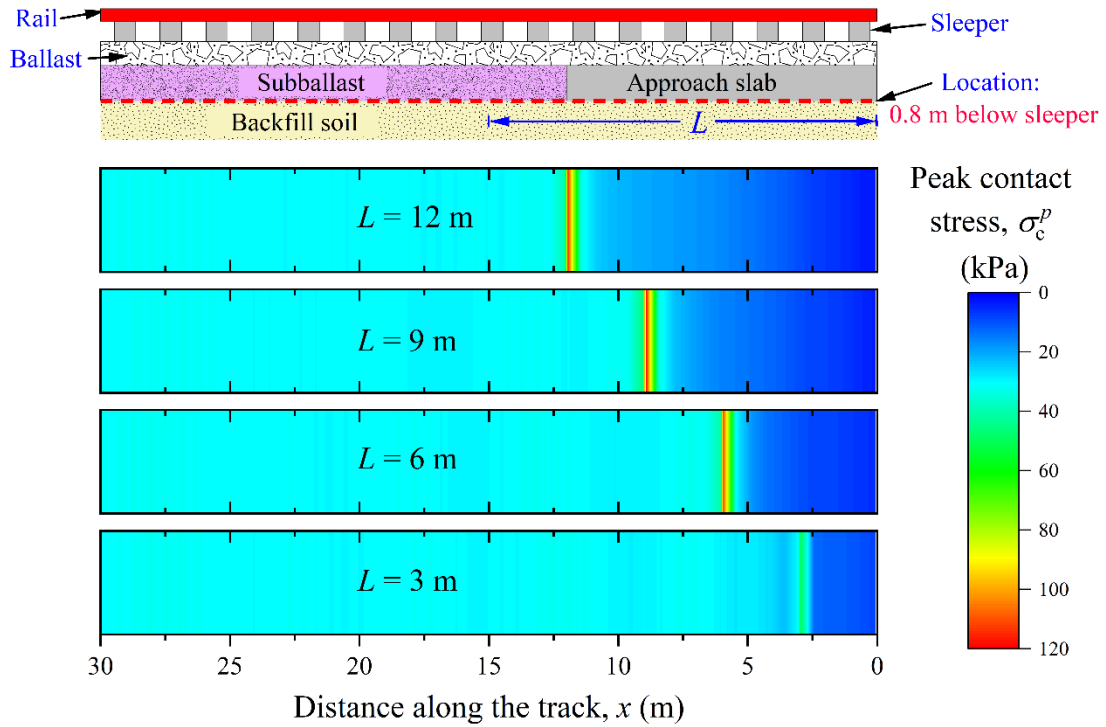 Rail
Sleeper
Ballast
Subballast
Approach slab
Location:
0.8 m below sleeper
Backfill soil
L
Peak contact
stress, σcᵖ
(kPa)
L = 12 m
L = 9 m
L = 6 m
L = 3 m
0
20
40
60
80
100
120
30 25 20 15 10 5 0
Distance along the track, x (m)